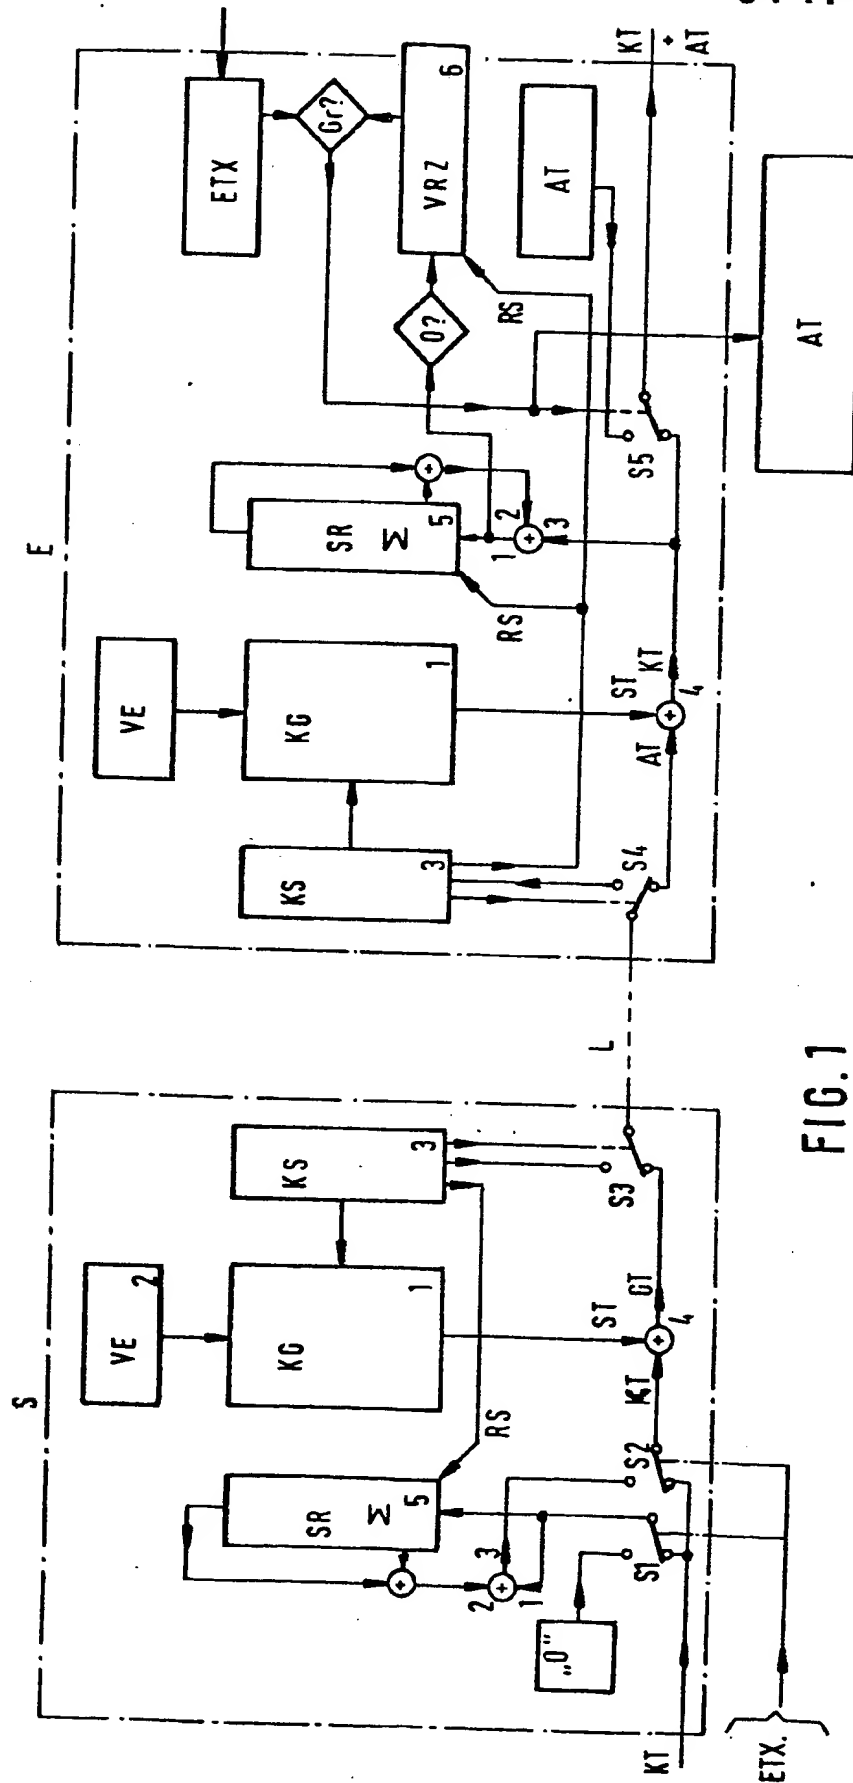 S
VE
2
KG
1
KS
3
SR
Σ
5
RS
+
+
2
3
1
„0"
S1
S2
KT
ST
GT
+
4
S3
KT
ETX.
L
E
VE
KG
1
KS
3
SR
Σ
5
RS
+
+
1
2
3
0?
VRZ
6
RS
ETX
Gr?
AT
S4
AT
ST
KT
+
4
S5
KT
+
AT
AT
FIG.1